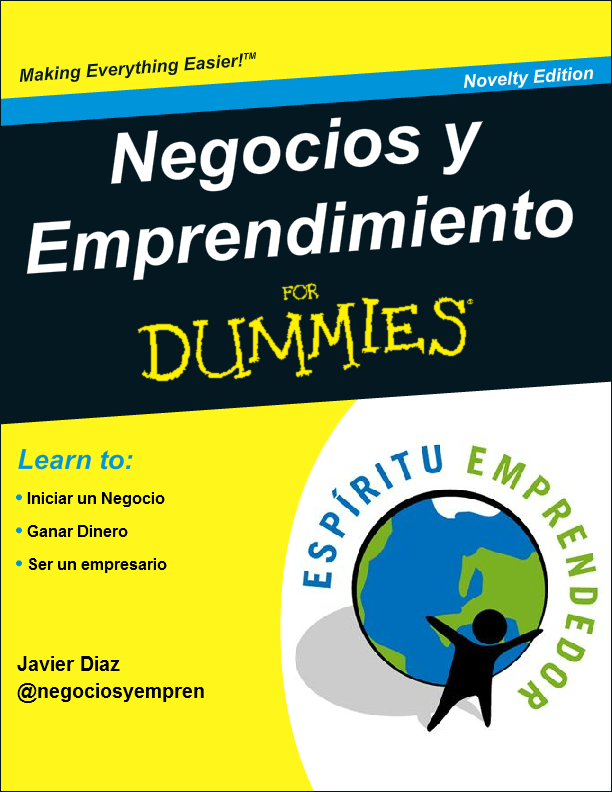 Making Everything Easier!™
Novelty Edition
Negocios y
Emprendimiento
FOR
DUMMIES®
Learn to:
• Iniciar un Negocio
• Ganar Dinero
• Ser un empresario
ESPÍRITU EMPRENDEDOR
Javier Diaz
@negociosyempren